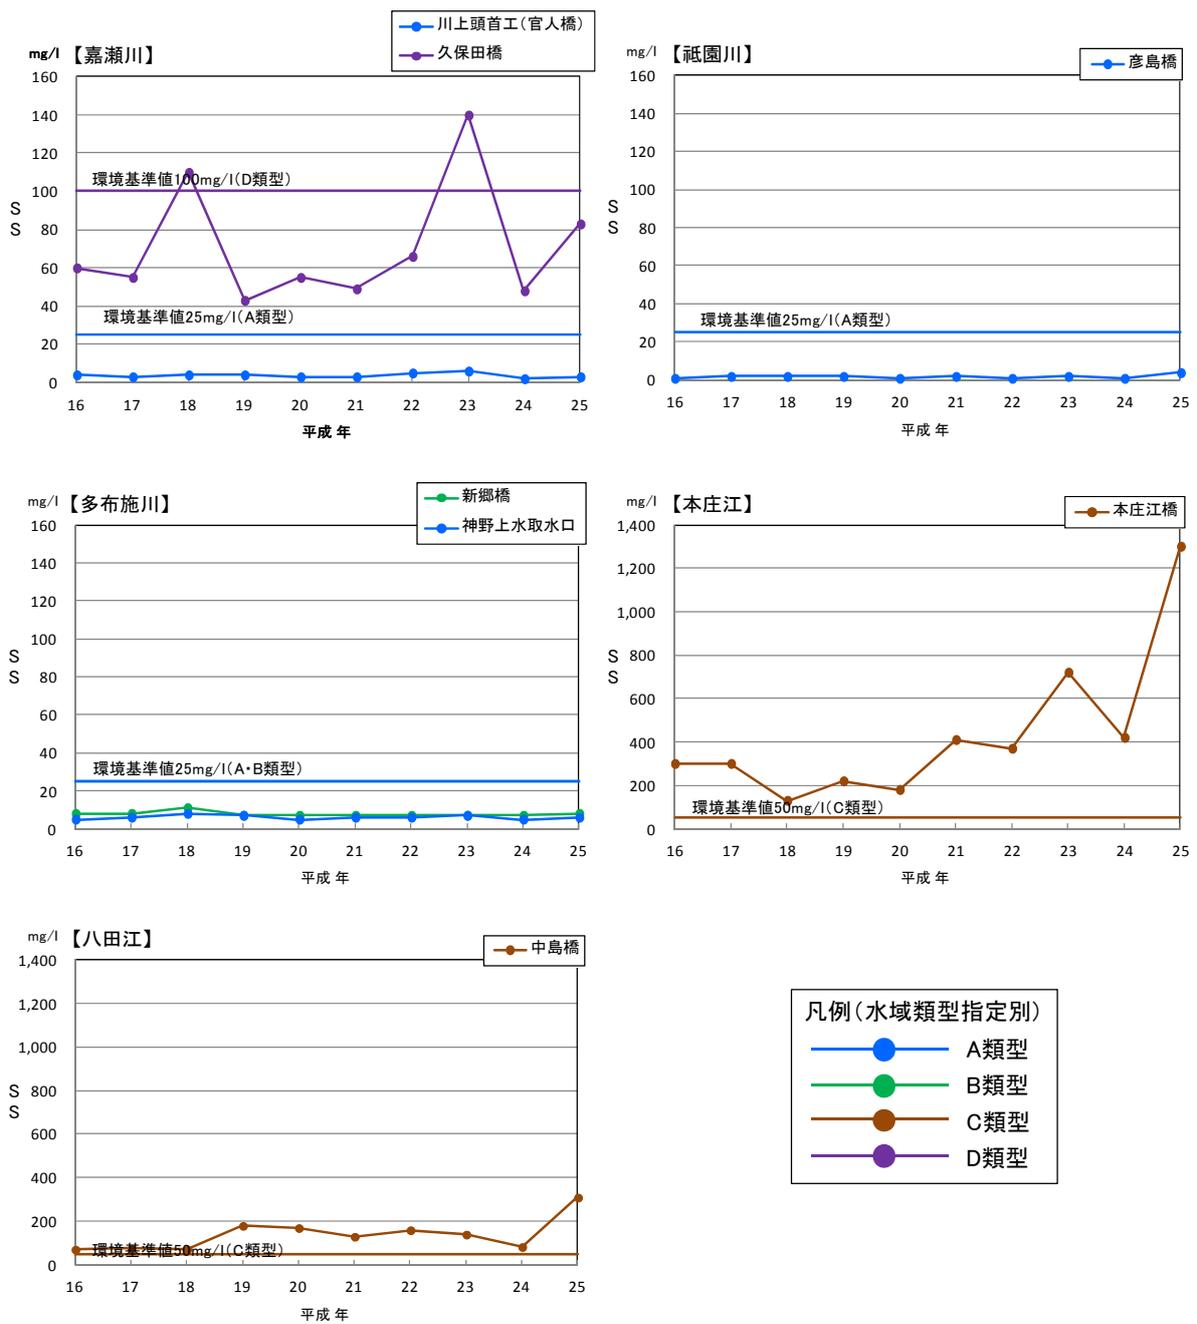 mg/l 【嘉瀬川】
川上頭首工(官人橋)
久保田橋
160
140
120
100
80
60
40
20
0
SS
環境基準値100mg/l(D類型)
環境基準値25mg/l(A類型)
16 17 18 19 20 21 22 23 24 25
平成 年
mg/l 【祗園川】
彦島橋
160
140
120
100
80
60
40
20
0
SS
環境基準値25mg/l(A類型)
16 17 18 19 20 21 22 23 24 25
平成 年
mg/l 【多布施川】
新郷橋
神野上水取水口
160
140
120
100
80
60
40
20
0
SS
環境基準値25mg/l(A・B類型)
16 17 18 19 20 21 22 23 24 25
平成 年
mg/l 【本庄江】
本庄江橋
1,400
1,200
1,000
800
600
400
200
0
SS
環境基準値50mg/l(C類型)
16 17 18 19 20 21 22 23 24 25
平成 年
mg/l 【八田江】
中島橋
1,400
1,200
1,000
800
600
400
200
0
SS
環境基準値50mg/l(C類型)
16 17 18 19 20 21 22 23 24 25
平成 年
凡例(水域類型指定別)
A類型
B類型
C類型
D類型